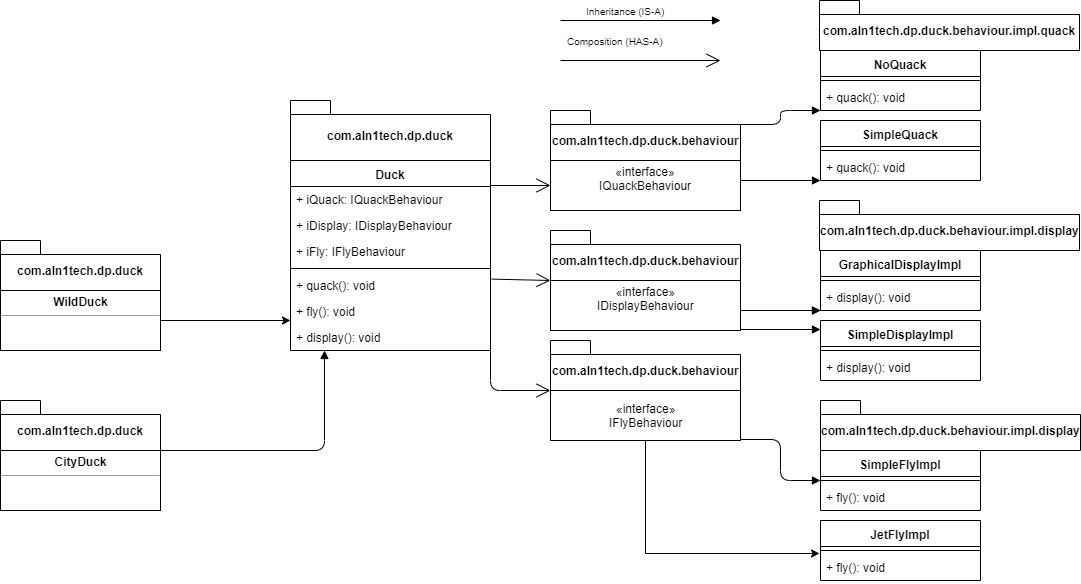 Inheritance (IS-A)
Composition (HAS-A)
com.aln1tech.dp.duck
WildDuck
com.aln1tech.dp.duck
CityDuck
com.aln1tech.dp.duck
Duck
+ iQuack: IQuackBehaviour
+ iDisplay: IDisplayBehaviour
+ iFly: IFlyBehaviour
+ quack(): void
+ fly(): void
+ display(): void
com.aln1tech.dp.duck.behaviour
«interface»
IQuackBehaviour
com.aln1tech.dp.duck.behaviour
«interface»
IDisplayBehaviour
com.aln1tech.dp.duck.behaviour
«interface»
IFlyBehaviour
com.aln1tech.dp.duck.behaviour.impl.quack
NoQuack
+ quack(): void
SimpleQuack
+ quack(): void
com.aln1tech.dp.duck.behaviour.impl.display
GraphicalDisplayImpl
+ display(): void
SimpleDisplayImpl
+ display(): void
com.aln1tech.dp.duck.behaviour.impl.display
SimpleFlyImpl
+ fly(): void
JetFlyImpl
+ fly(): void